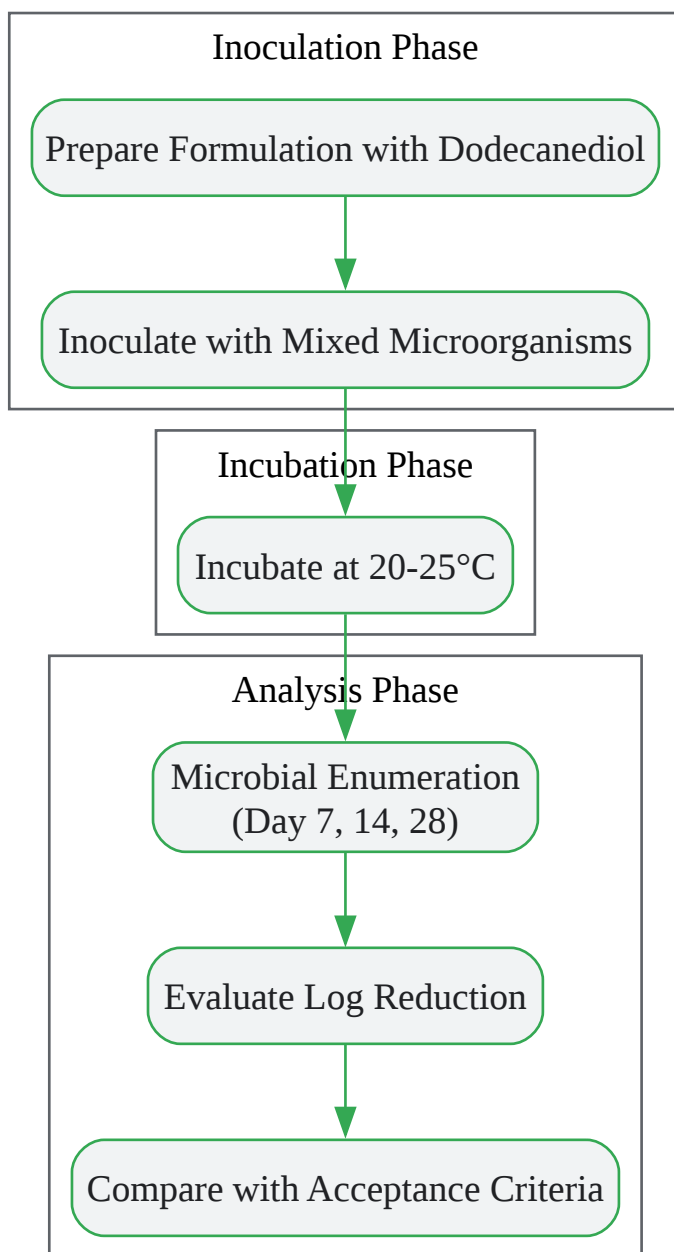 Inoculation Phase
Prepare Formulation with Dodecanediol
Inoculate with Mixed Microorganisms
Incubation Phase
Incubate at 20-25°C
Analysis Phase
Microbial Enumeration
(Day 7, 14, 28)
Evaluate Log Reduction
Compare with Acceptance Criteria